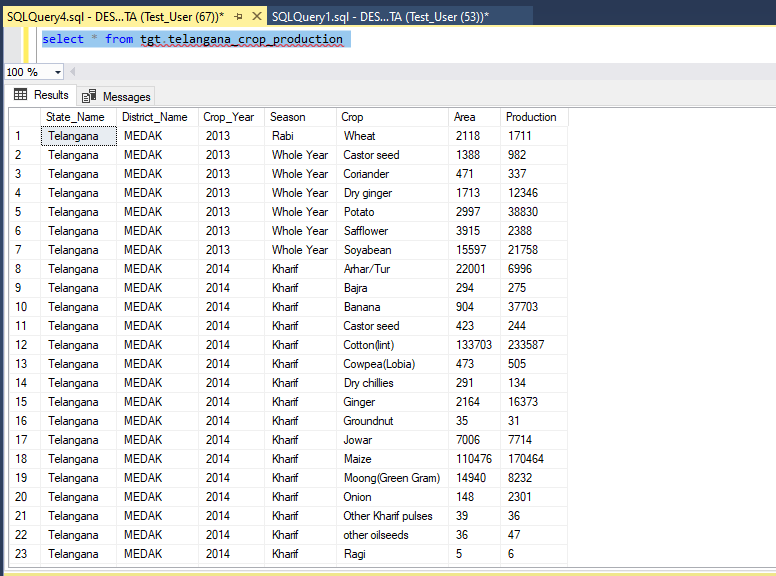 SQLQuery4.sql - DES...TA (Test_User (67))* SQLQuery1.sql - DES...TA (Test_User (53))*
select * from tgt.telangana_crop_production
100 %
Results Messages
State_Name District_Name Crop_Year Season Crop Area Production
1 Telangana MEDAK 2013 Rabi Wheat 2118 1711
2 Telangana MEDAK 2013 Whole Year Castor seed 1388 982
3 Telangana MEDAK 2013 Whole Year Coriander 471 337
4 Telangana MEDAK 2013 Whole Year Dry ginger 1713 12346
5 Telangana MEDAK 2013 Whole Year Potato 2997 38830
6 Telangana MEDAK 2013 Whole Year Safflower 3915 2388
7 Telangana MEDAK 2013 Whole Year Soyabean 15597 21758
8 Telangana MEDAK 2014 Kharif Arhar/Tur 22001 6996
9 Telangana MEDAK 2014 Kharif Bajra 294 275
10 Telangana MEDAK 2014 Kharif Banana 904 37703
11 Telangana MEDAK 2014 Kharif Castor seed 423 244
12 Telangana MEDAK 2014 Kharif Cotton(lint) 133703 233587
13 Telangana MEDAK 2014 Kharif Cowpea(Lobia) 473 505
14 Telangana MEDAK 2014 Kharif Dry chillies 291 134
15 Telangana MEDAK 2014 Kharif Ginger 2164 16373
16 Telangana MEDAK 2014 Kharif Groundnut 35 31
17 Telangana MEDAK 2014 Kharif Jowar 7006 7714
18 Telangana MEDAK 2014 Kharif Maize 110476 170464
19 Telangana MEDAK 2014 Kharif Moong(Green Gram) 14940 8232
20 Telangana MEDAK 2014 Kharif Onion 148 2301
21 Telangana MEDAK 2014 Kharif Other Kharif pulses 39 36
22 Telangana MEDAK 2014 Kharif other oilseeds 36 47
23 Telangana MEDAK 2014 Kharif Ragi 5 6